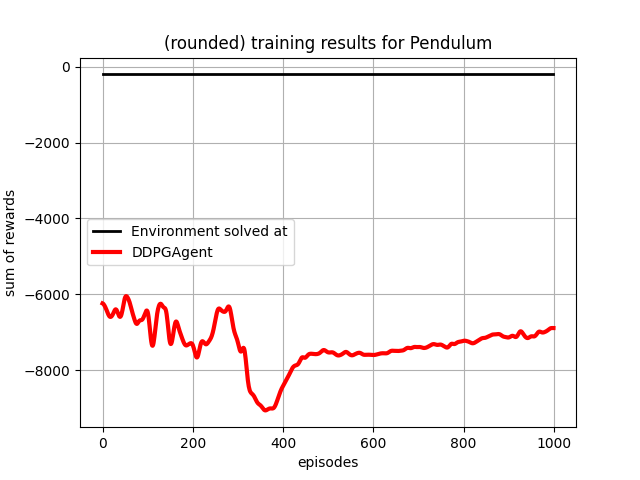 (rounded) training results for Pendulum
sum of rewards
0
−2000
−4000
−6000
−8000
Environment solved at
DDPGAgent
0 200 400 600 800 1000
episodes